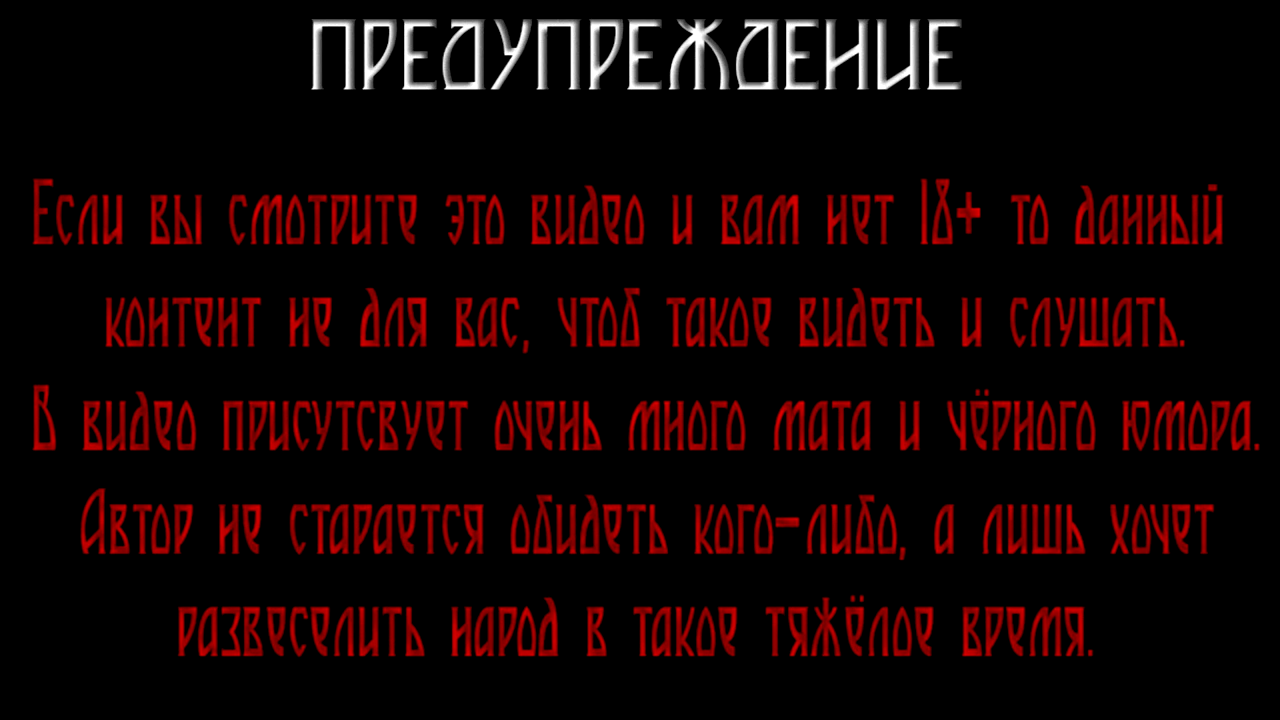 ПРЕДУПРЕЖДЕНИЕ
Если вы смотрите это видео и вам нет 18+ то данный
контент не для вас, чтоб такое видеть и слушать.
В видео присутсвует очень много мата и чёрного юмора.
Автор не старается обидеть кого-либо, а лишь хочет
развеселить народ в такое тяжёлое время.